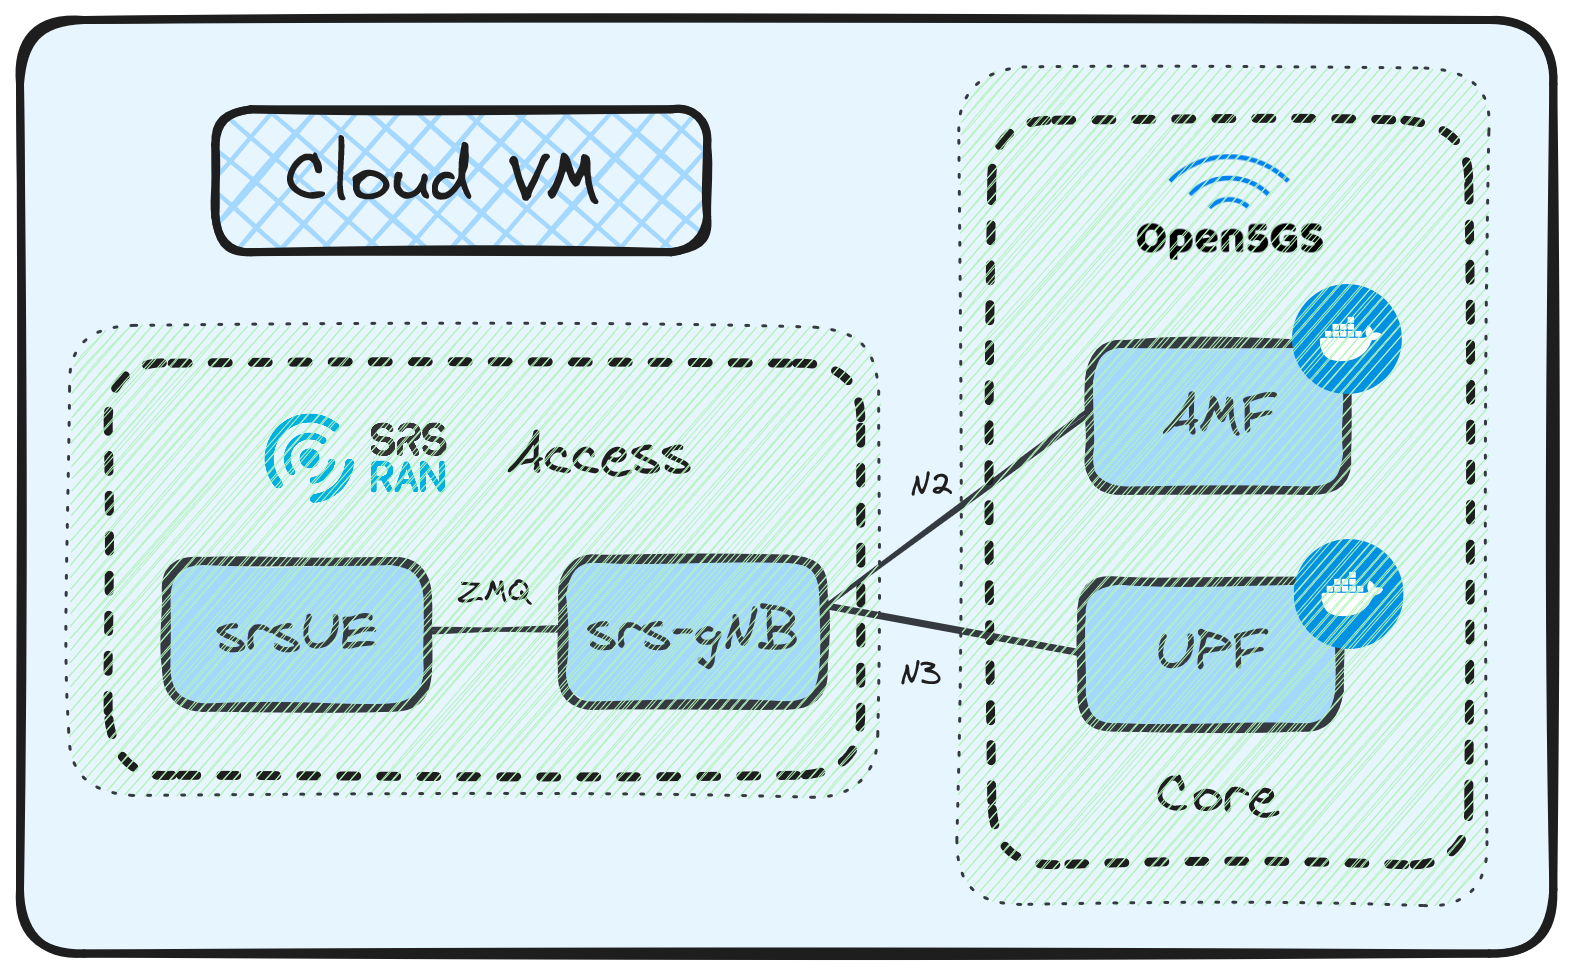 Cloud VM
Open5GS
AMF
SRS
RAN
Access
N2
ZMQ
srsUE
srs-gNB
N3
UPF
Core